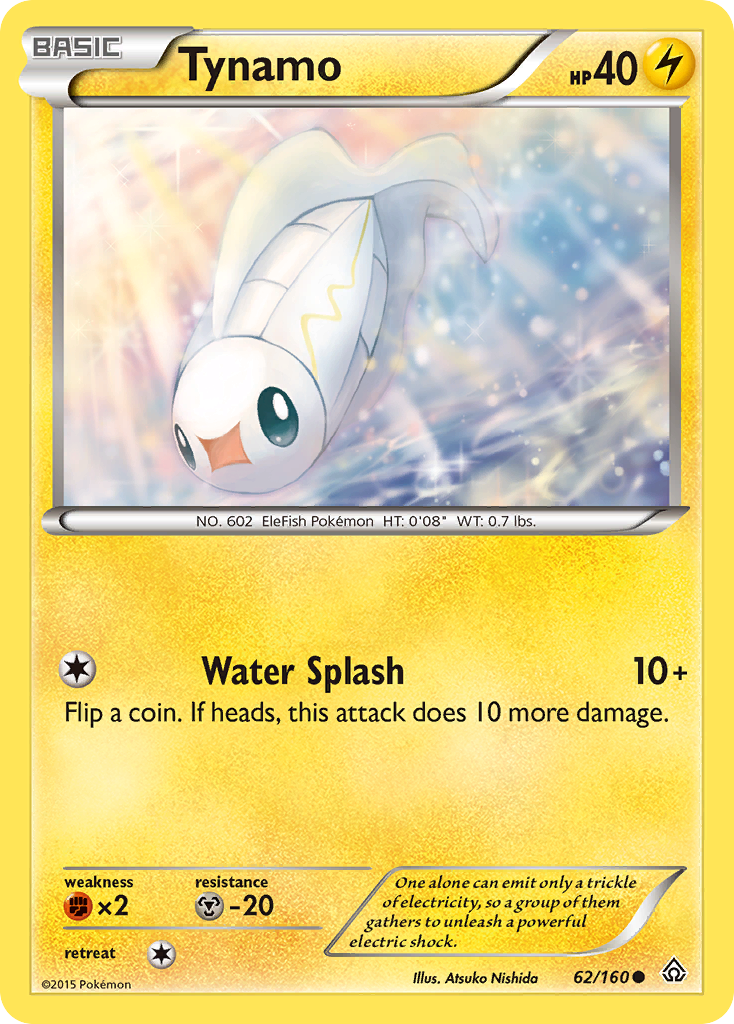 BASIC
Tynamo
HP 40
NO. 602 EleFish Pokémon HT: 0'08" WT: 0.7 lbs.
Water Splash 10+
Flip a coin. If heads, this attack does 10 more damage.
weakness
×2
resistance
-20
retreat
One alone can emit only a trickle
of electricity, so a group of them
gathers to unleash a powerful
electric shock.
©2015 Pokémon
Illus. Atsuko Nishida
62/160